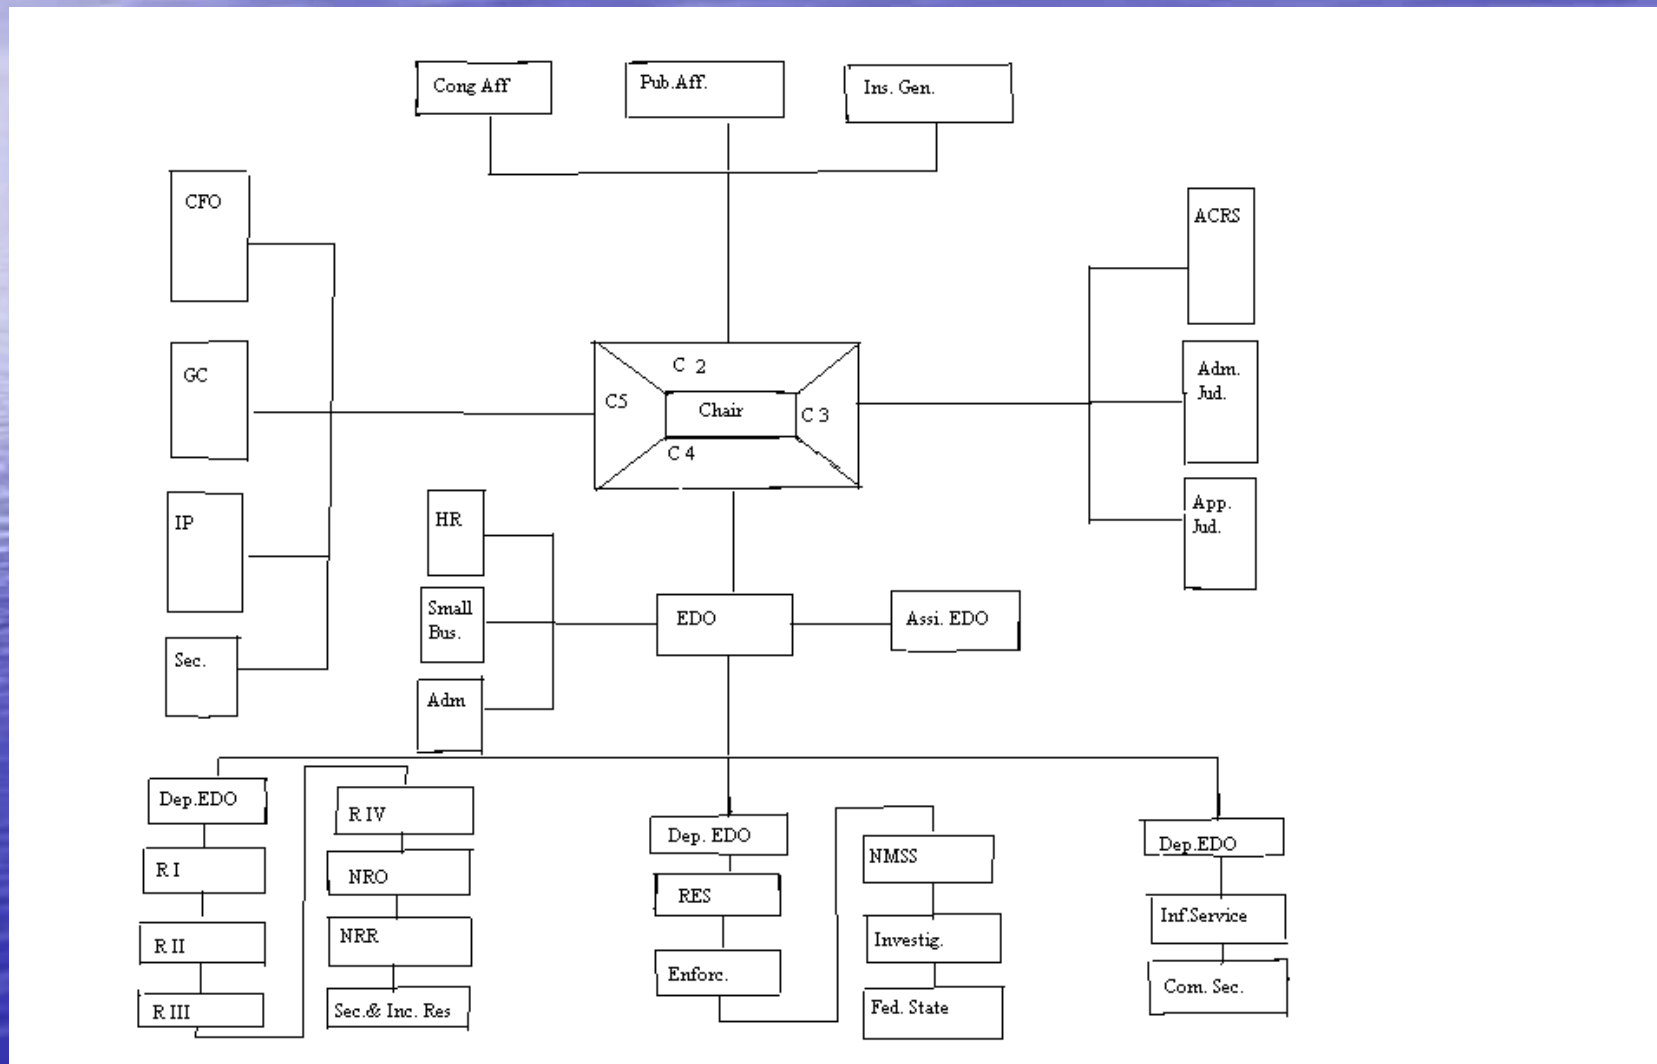 Cong Aff
Pub.Aff.
Ins. Gen.
CFO
ACRS
GC
Adm.
Jud.
C 2
C5
Chair
C 3
C 4
IP
HR
App.
Jud.
Sec.
Small
Bus.
EDO
Assi. EDO
Adm
Dep.EDO
R I
R II
R III
R IV
NRO
NRR
Sec.& Inc. Res
Dep. EDO
RES
Enforc.
NMSS
Investig.
Fed. State
Dep.EDO
Inf.Service
Com. Sec.